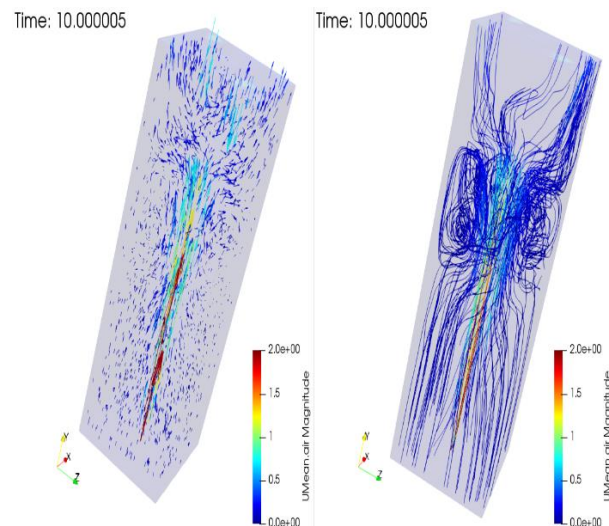 Time: 10.000005
2.0e+00
1.5
1
0.5
0.0e+00
UMean.air Magnitude
Y
X
Z
Time: 10.000005
2.0e+00
1.5
1
0.5
0.0e+00
UMean.air Magnitude
Y
X
Z